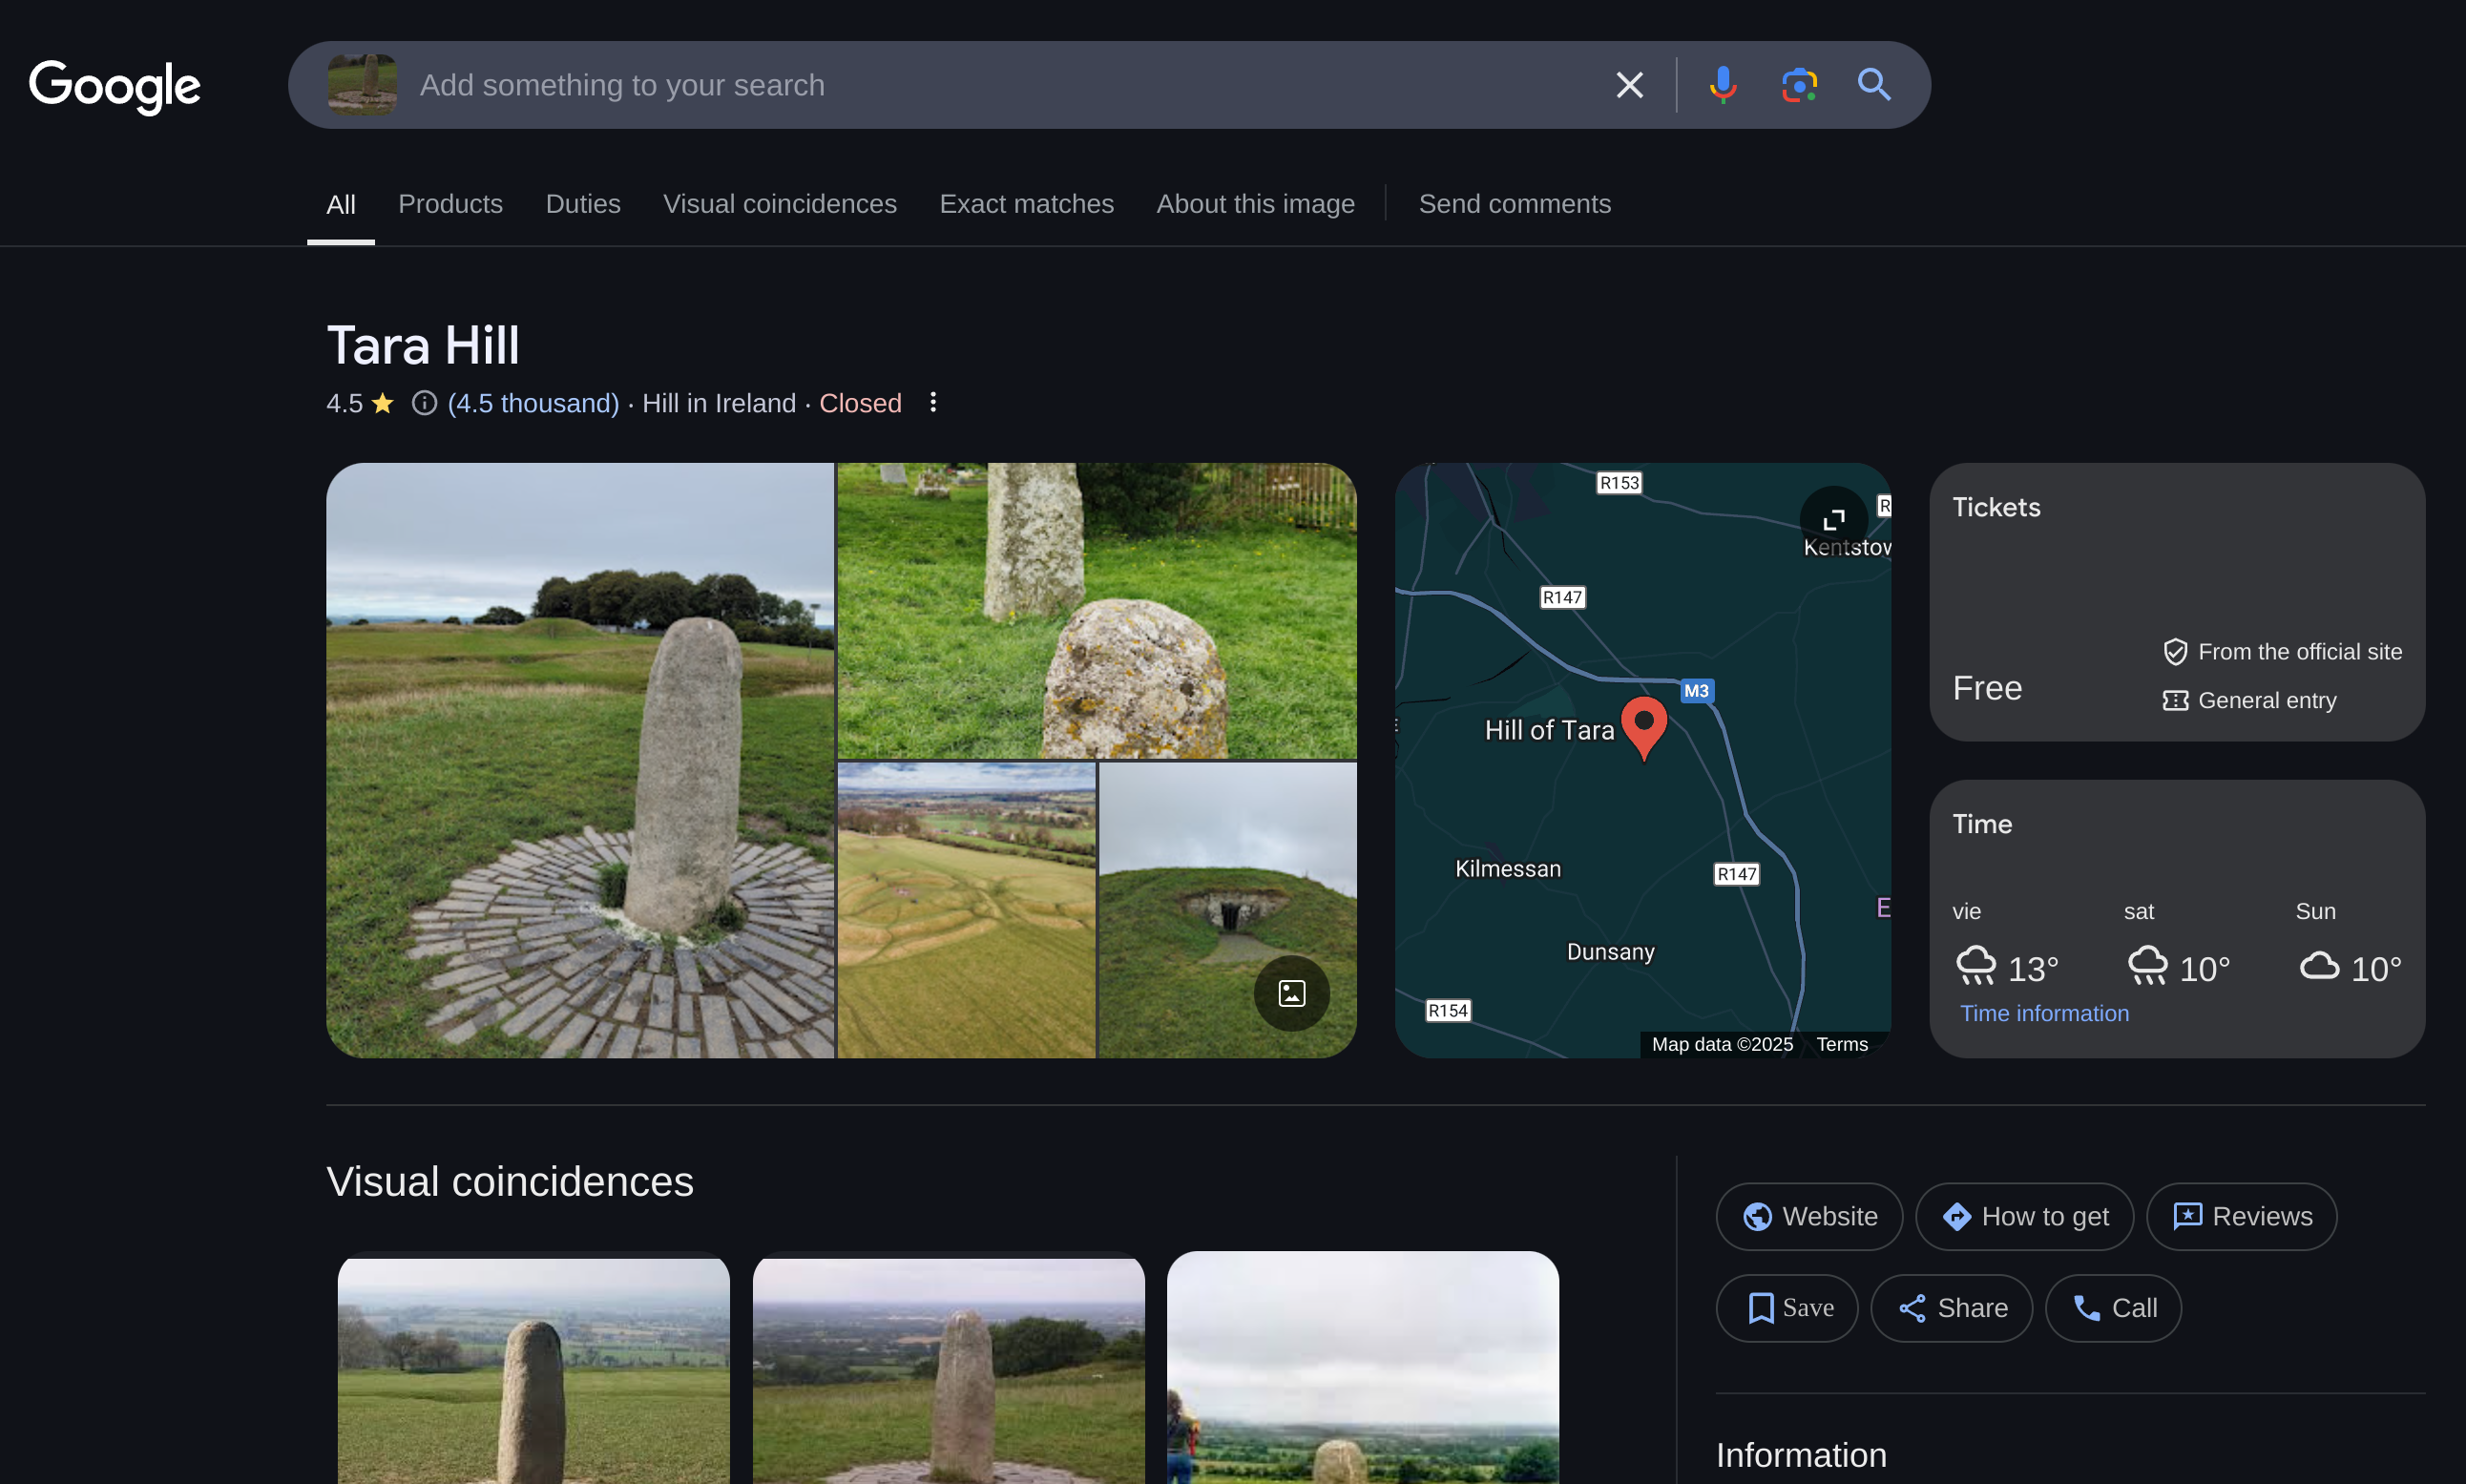 Google
Add something to your search
All
Products
Duties
Visual coincidences
Exact matches
About this image
Send comments
Tara Hill
4.5 (4.5 thousand) · Hill in Ireland · Closed
R153
R
Kentstow
R147
M3
Hill of Tara
Kilmessan
R147
E
Dunsany
R154
Map data ©2025 Terms
Tickets
Free
From the official site
General entry
Time
vie
sat
Sun
13°
10°
10°
Time information
Visual coincidences
Website
How to get
Reviews
Save
Share
Call
Information